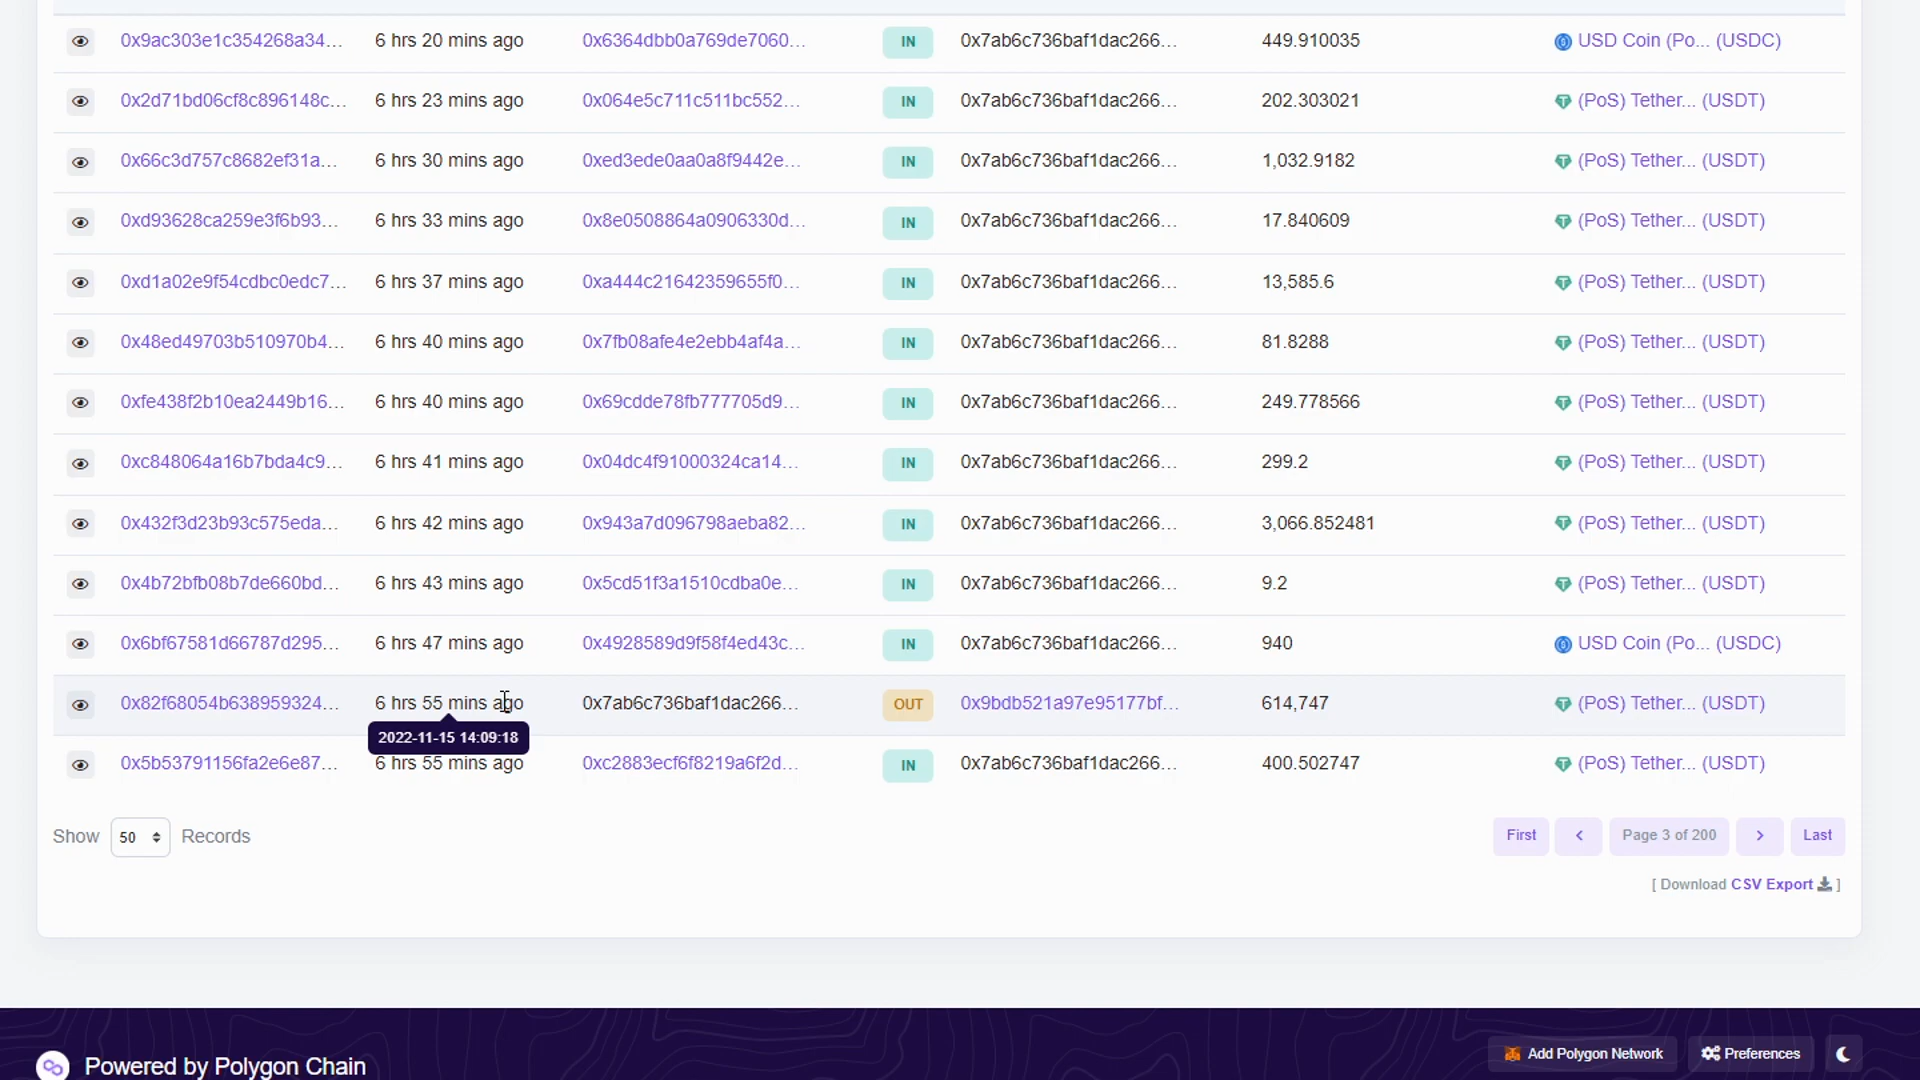 0x9ac303e1c354268a34... 6 hrs 20 mins ago 0x6364dbb0a769de7060... IN 0x7ab6c736baf1dac266... 449.910035 USD Coin (Po... (USDC)
0x2d71bd06cf8c896148c... 6 hrs 23 mins ago 0x064e5c711c511bc552... IN 0x7ab6c736baf1dac266... 202.303021 (PoS) Tether... (USDT)
0x66c3d757c8682ef31a... 6 hrs 30 mins ago 0xed3ede0aa0a8f9442e... IN 0x7ab6c736baf1dac266... 1,032.9182 (PoS) Tether... (USDT)
0xd93628ca259e3f6b93... 6 hrs 33 mins ago 0x8e0508864a0906330d... IN 0x7ab6c736baf1dac266... 17.840609 (PoS) Tether... (USDT)
0xd1a02e9f54cdbc0edc7... 6 hrs 37 mins ago 0xa444c21642359655f0... IN 0x7ab6c736baf1dac266... 13,585.6 (PoS) Tether... (USDT)
0x48ed49703b510970b4... 6 hrs 40 mins ago 0x7fb08afe4e2ebb4af4a... IN 0x7ab6c736baf1dac266... 81.8288 (PoS) Tether... (USDT)
0xfe438f2b10ea2449b16... 6 hrs 40 mins ago 0x69cdde78fb777705d9... IN 0x7ab6c736baf1dac266... 249.778566 (PoS) Tether... (USDT)
0xc848064a16b7bda4c9... 6 hrs 41 mins ago 0x04dc4f91000324ca14... IN 0x7ab6c736baf1dac266... 299.2 (PoS) Tether... (USDT)
0x432f3d23b93c575eda... 6 hrs 42 mins ago 0x943a7d096798aeba82... IN 0x7ab6c736baf1dac266... 3,066.852481 (PoS) Tether... (USDT)
0x4b72bfb08b7de660bd... 6 hrs 43 mins ago 0x5cd51f3a1510cdba0e... IN 0x7ab6c736baf1dac266... 9.2 (PoS) Tether... (USDT)
0x6bf67581d66787d295... 6 hrs 47 mins ago 0x4928589d9f58f4ed43c... IN 0x7ab6c736baf1dac266... 940 USD Coin (Po... (USDC)
0x82f68054b638959324... 6 hrs 55 mins ago 0x7ab6c736baf1dac266... OUT 0x9bdb521a97e95177bf... 614,747 (PoS) Tether... (USDT)
2022-11-15 14:09:18
0x5b53791156fa2e6e87... 6 hrs 55 mins ago 0xc2883ecf6f8219a6f2d... IN 0x7ab6c736baf1dac266... 400.502747 (PoS) Tether... (USDT)
Show 50 Records First < Page 3 of 200 > Last
[ Download CSV Export ]
Powered by Polygon Chain Add Polygon Network Preferences